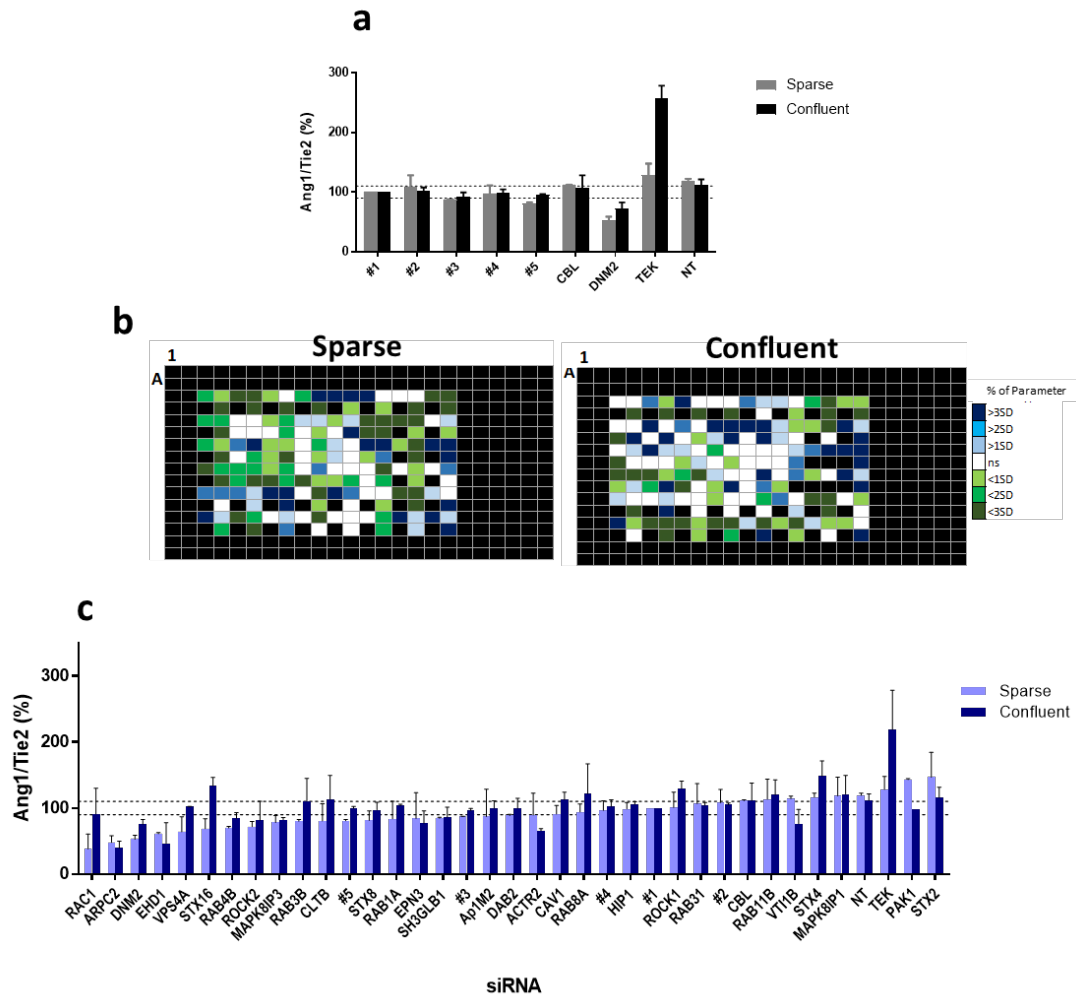 a
300
200
100
0
Ang1/Tie2 (%)
Sparse
Confluent
#1
#2
#3
#4
#5
CBL
DNM2
TEK
NT
b
Sparse
1
A
Confluent
1
A
% of Parameter
>3SD
>2SD
>1SD
ns
<1SD
<2SD
<3SD
c
300
200
100
0
Ang1/Tie2 (%)
Sparse
Confluent
RAC1
ARPC2
DNM2
EHD1
VPS4A
STX16
RAB4B
ROCK2
MAPK8IP3
RAB3B
CLTB
#5
STX8
RAB1A
EPN3
SH3GLB1
#3
Ap1M2
DAB2
ACTR2
CAV1
RAB8A
#4
HIP1
#1
ROCK1
RAB31
#2
CBL
RAB11B
VTI1B
STX4
MAPK8IP1
NT
TEK
PAK1
STX2
siRNA